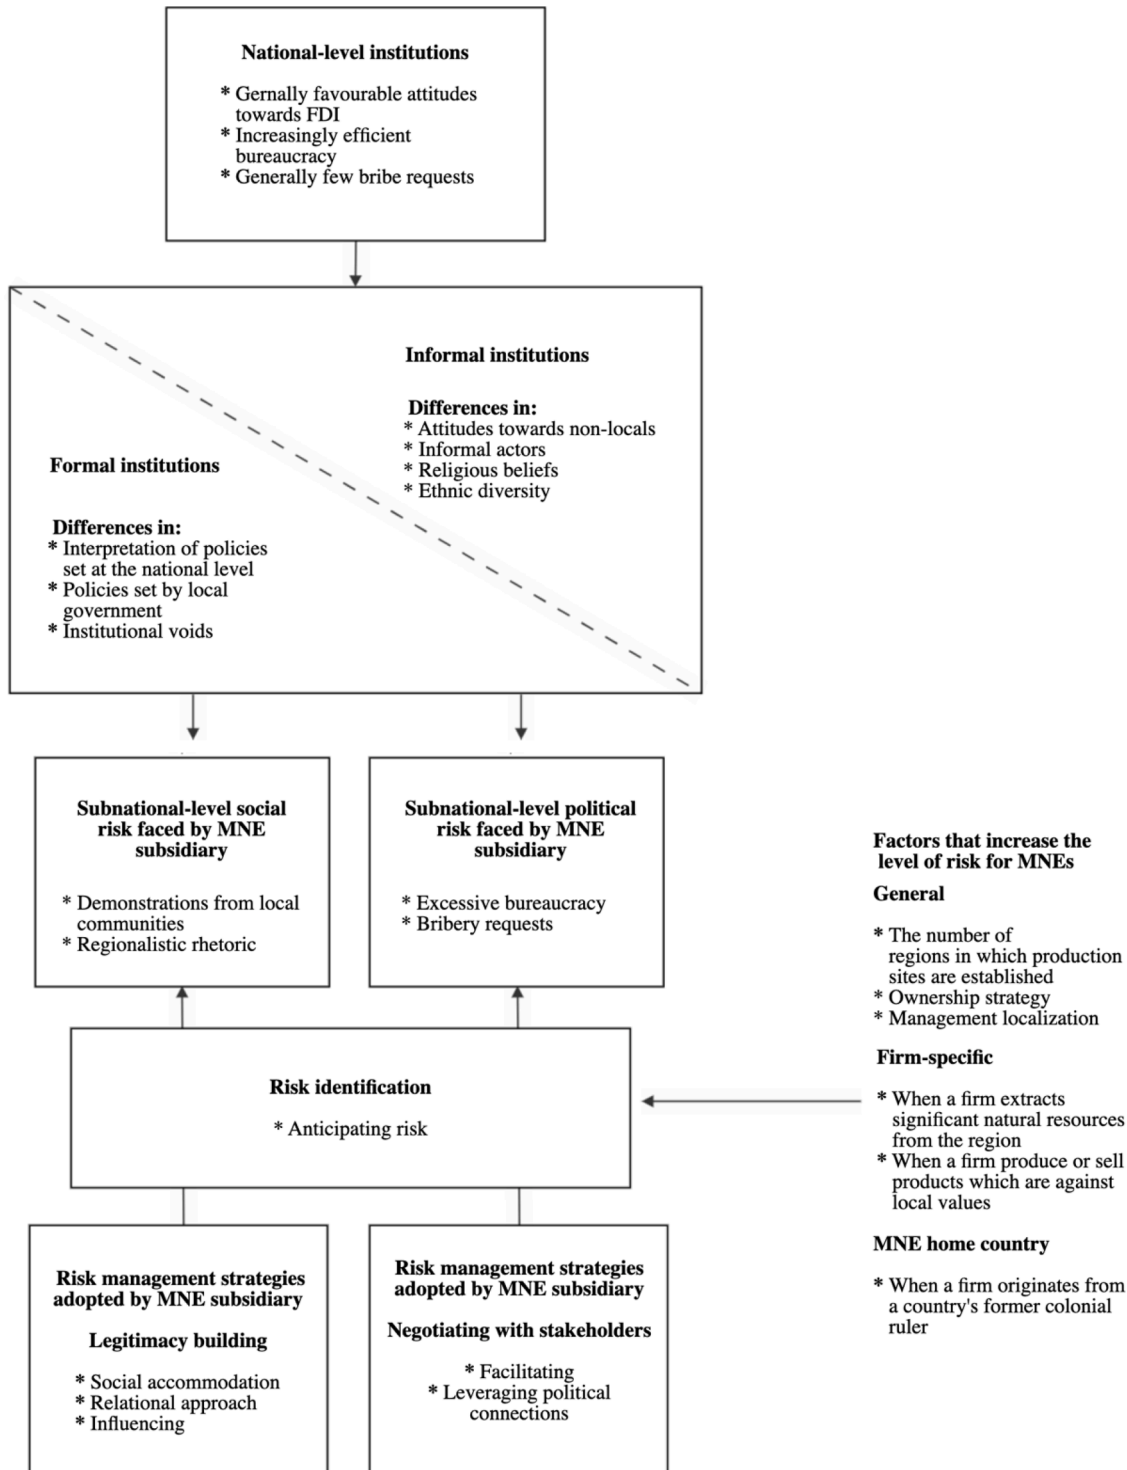 National-level institutions
* Gernally favourable attitudes
towards FDI
* Increasingly efficient
bureaucracy
* Generally few bribe requests
Informal institutions
Differences in:
* Attitudes towards non-locals
* Informal actors
* Religious beliefs
* Ethnic diversity
Formal institutions
Differences in:
* Interpretation of policies
set at the national level
* Policies set by local
government
* Institutional voids
Subnational-level social
risk faced by MNE
subsidiary
* Demonstrations from local
communities
* Regionalistic rhetoric
Subnational-level political
risk faced by MNE
subsidiary
* Excessive bureaucracy
* Bribery requests
Risk identification
* Anticipating risk
Risk management strategies
adopted by MNE subsidiary
Legitimacy building
* Social accommodation
* Relational approach
* Influencing
Risk management strategies
adopted by MNE subsidiary
Negotiating with stakeholders
* Facilitating
* Leveraging political
connections
Factors that increase the
level of risk for MNEs
General
* The number of
regions in which production
sites are established
* Ownership strategy
* Management localization
Firm-specific
* When a firm extracts
significant natural resources
from the region
* When a firm produce or sell
products which are against
local values
MNE home country
* When a firm originates from
a country's former colonial
ruler